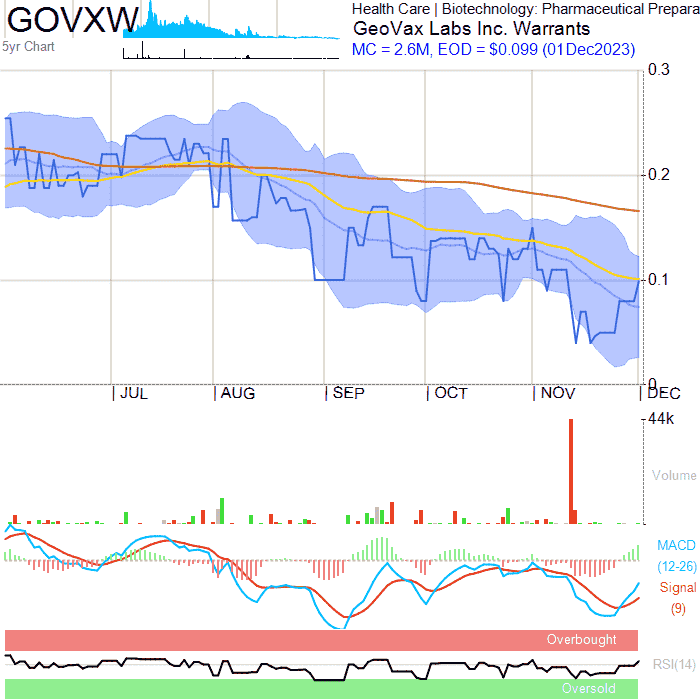 GOVXW
5yr Chart
Health Care | Biotechnology: Pharmaceutical Prepara
GeoVax Labs Inc. Warrants
MC = 2.6M, EOD = $0.099 (01Dec2023)
0.3
0.2
0.1
0
JUL
AUG
SEP
OCT
NOV
DEC
44k
Volume
MACD
(12-26)
Signal
(9)
Overbought
RSI(14)
Oversold